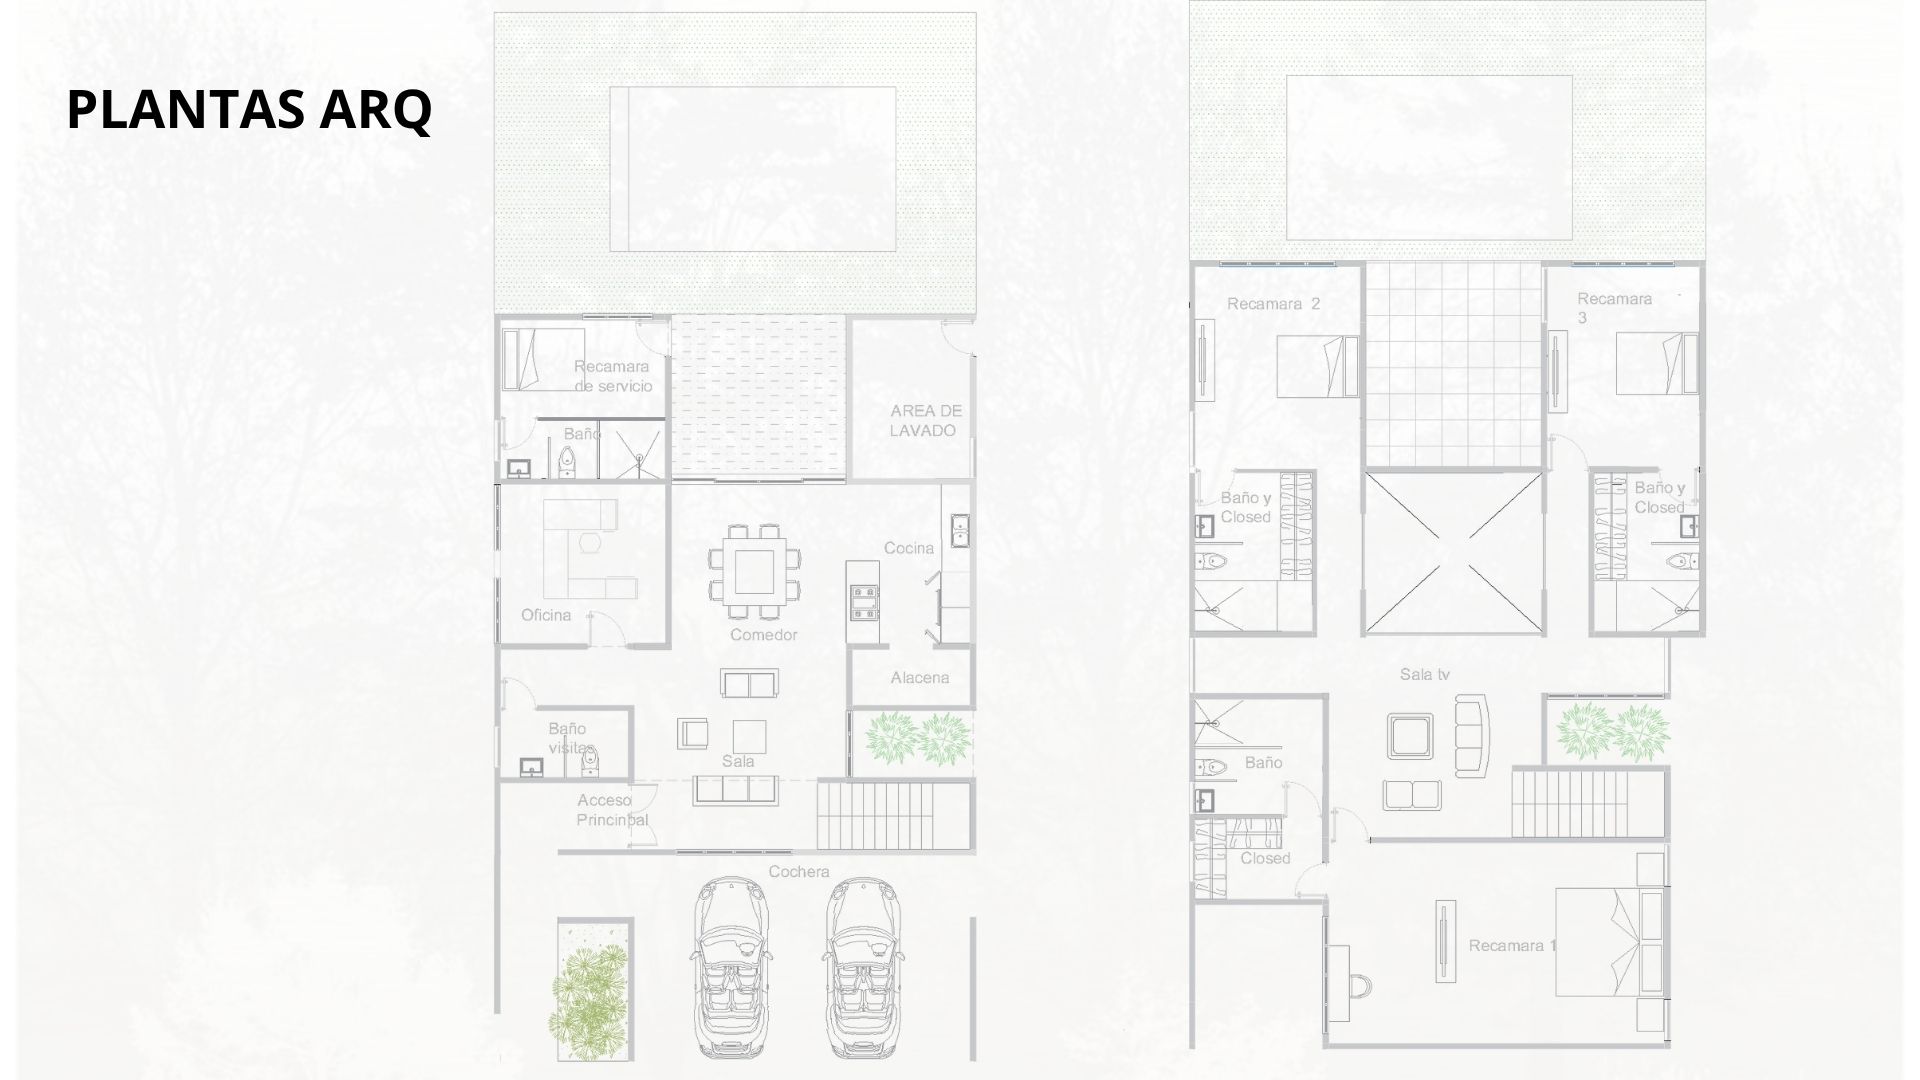 PLANTAS ARQ
Recamara
de servicio
Baño
AREA DE
LAVADO
Oficina
Comedor
Cocina
Alacena
Baño
visitas
Sala
Acceso
Princinpal
Cochera
Recamara 2
Recamara
3
Baño y
Closed
Baño y
Closed
Sala tv
Baño
Closed
Recamara 1